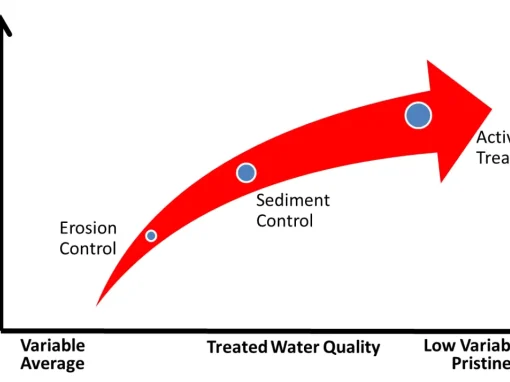 Activ
Trea
Sediment
Control
Erosion
Control
Variable
Average
Treated Water Quality
Low Variab
Pristine